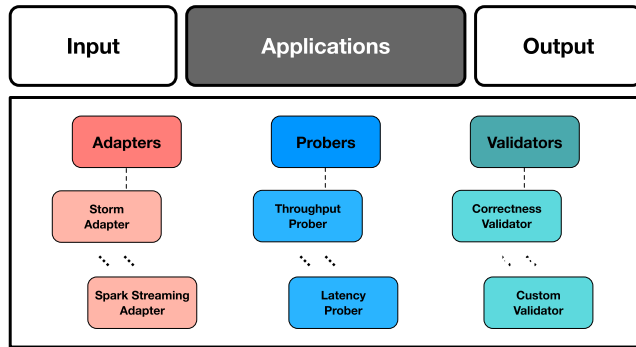 Input
Applications
Output
Adapters
Probers
Validators
Storm
Adapter
Throughput
Prober
Correctness
Validator
Spark Streaming
Adapter
Latency
Prober
Custom
Validator